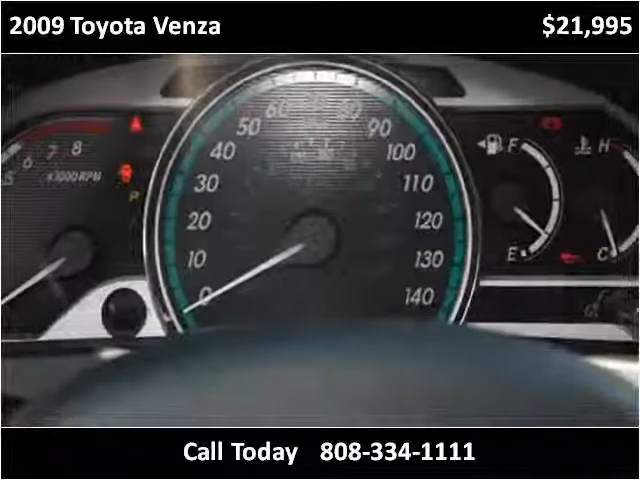 2009 Toyota Venza $21,995
50 60 80 90
40 100
30 110
20 120
10 130
0 140
5 6 7 8
x1000 RPM
P
F
E
H
C
Call Today 808-334-1111